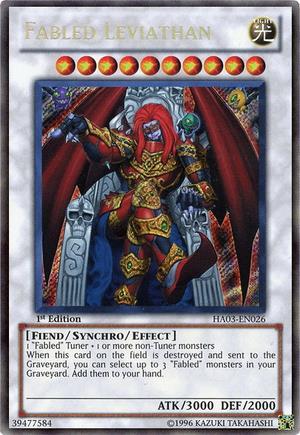 FABLED LEVIATHAN
LIGHT
光
1st Edition
HA03-EN026
[FIEND/SYNCHRO/EFFECT]
1 "Fabled" Tuner + 1 or more non-Tuner monsters
When this card on the field is destroyed and sent to the
Graveyard, you can select up to 3 "Fabled" monsters in your
Graveyard. Add them to your hand.
ATK/3000 DEF/2000
39477584
©1996 KAZUKI TAKAHASHI